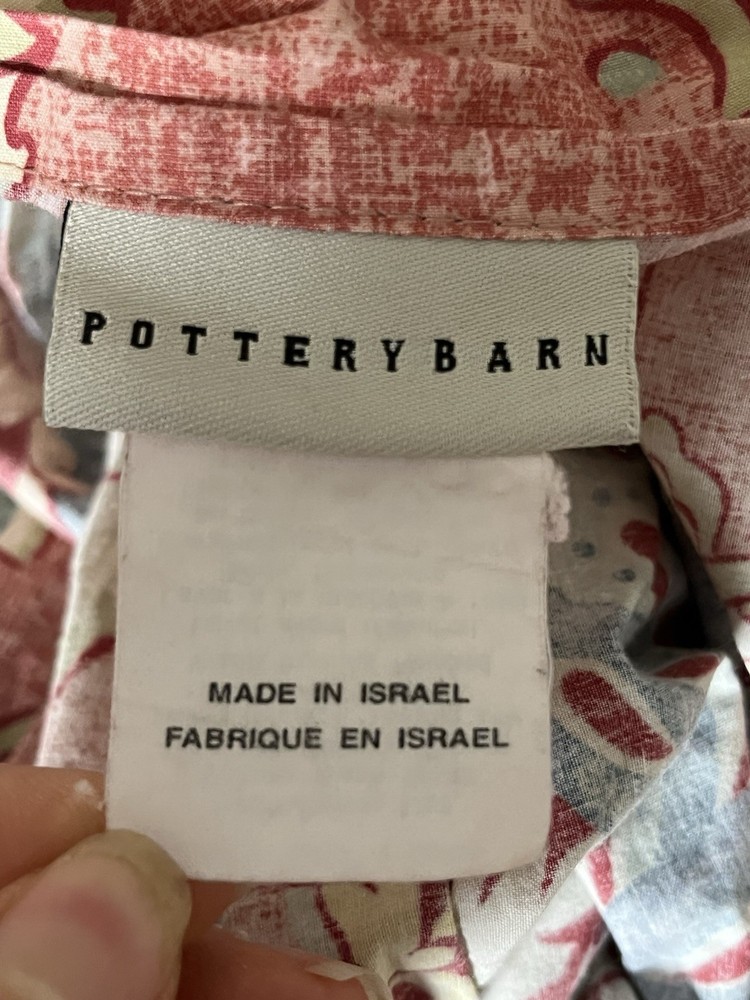 POTTERYBARN
MADE IN ISRAEL
FABRIQUE EN ISRAEL